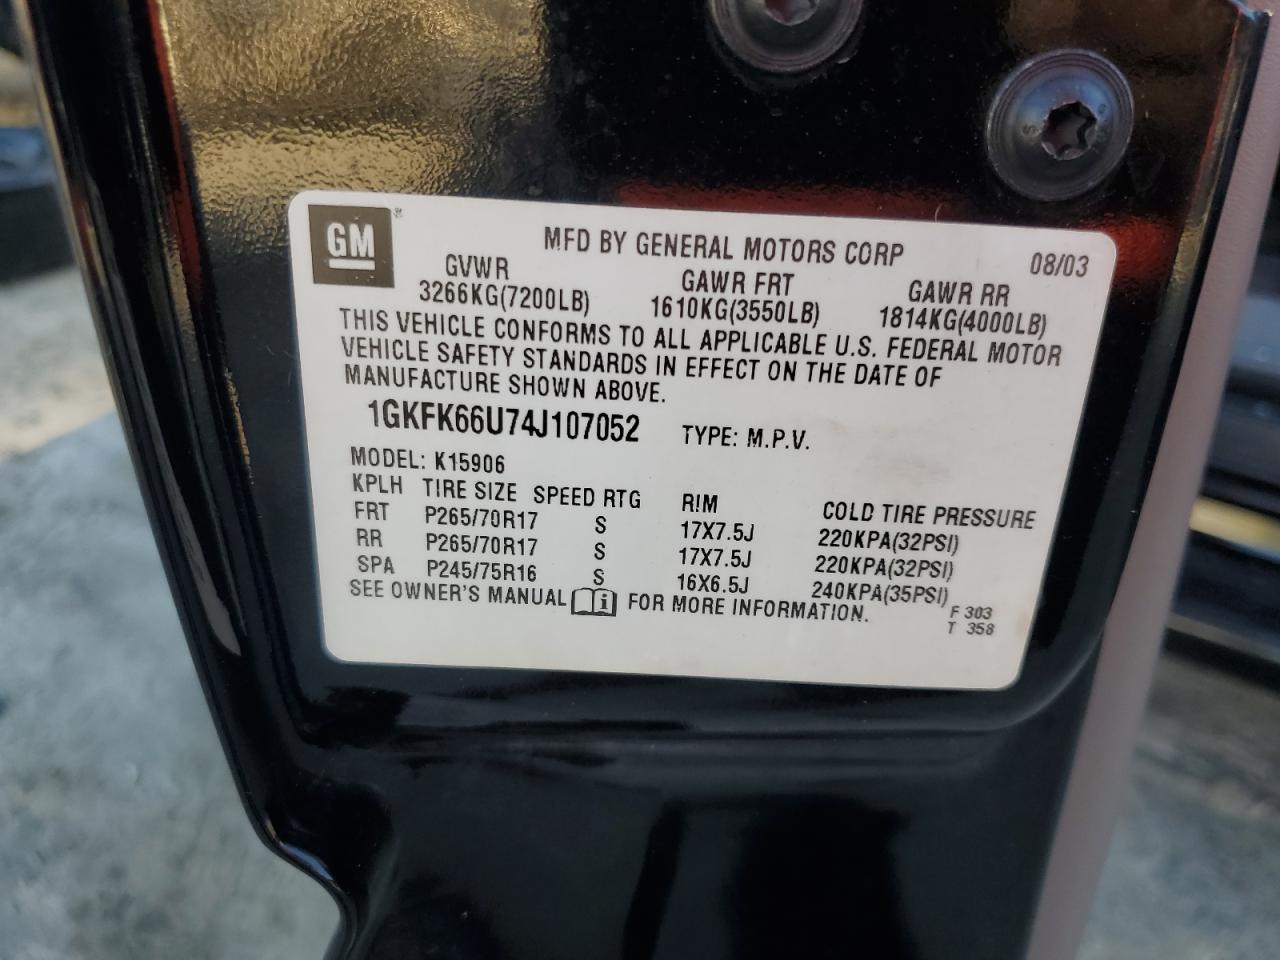 GM®
MFD BY GENERAL MOTORS CORP 08/03
GVWR GAWR FRT GAWR RR
3266KG(7200LB) 1610KG(3550LB) 1814KG(4000LB)
THIS VEHICLE CONFORMS TO ALL APPLICABLE U.S. FEDERAL MOTOR
VEHICLE SAFETY STANDARDS IN EFFECT ON THE DATE OF
MANUFACTURE SHOWN ABOVE.
1GKFK66U74J107052 TYPE: M.P.V.
MODEL: K15906
KPLH TIRE SIZE SPEED RTG RIM COLD TIRE PRESSURE
FRT P265/70R17 S 17X7.5J 220KPA(32PSI)
RR P265/70R17 S 17X7.5J 220KPA(32PSI)
SPA P245/75R16 S 16X6.5J 240KPA(35PSI)
SEE OWNER'S MANUAL i FOR MORE INFORMATION.
F 303
T 358